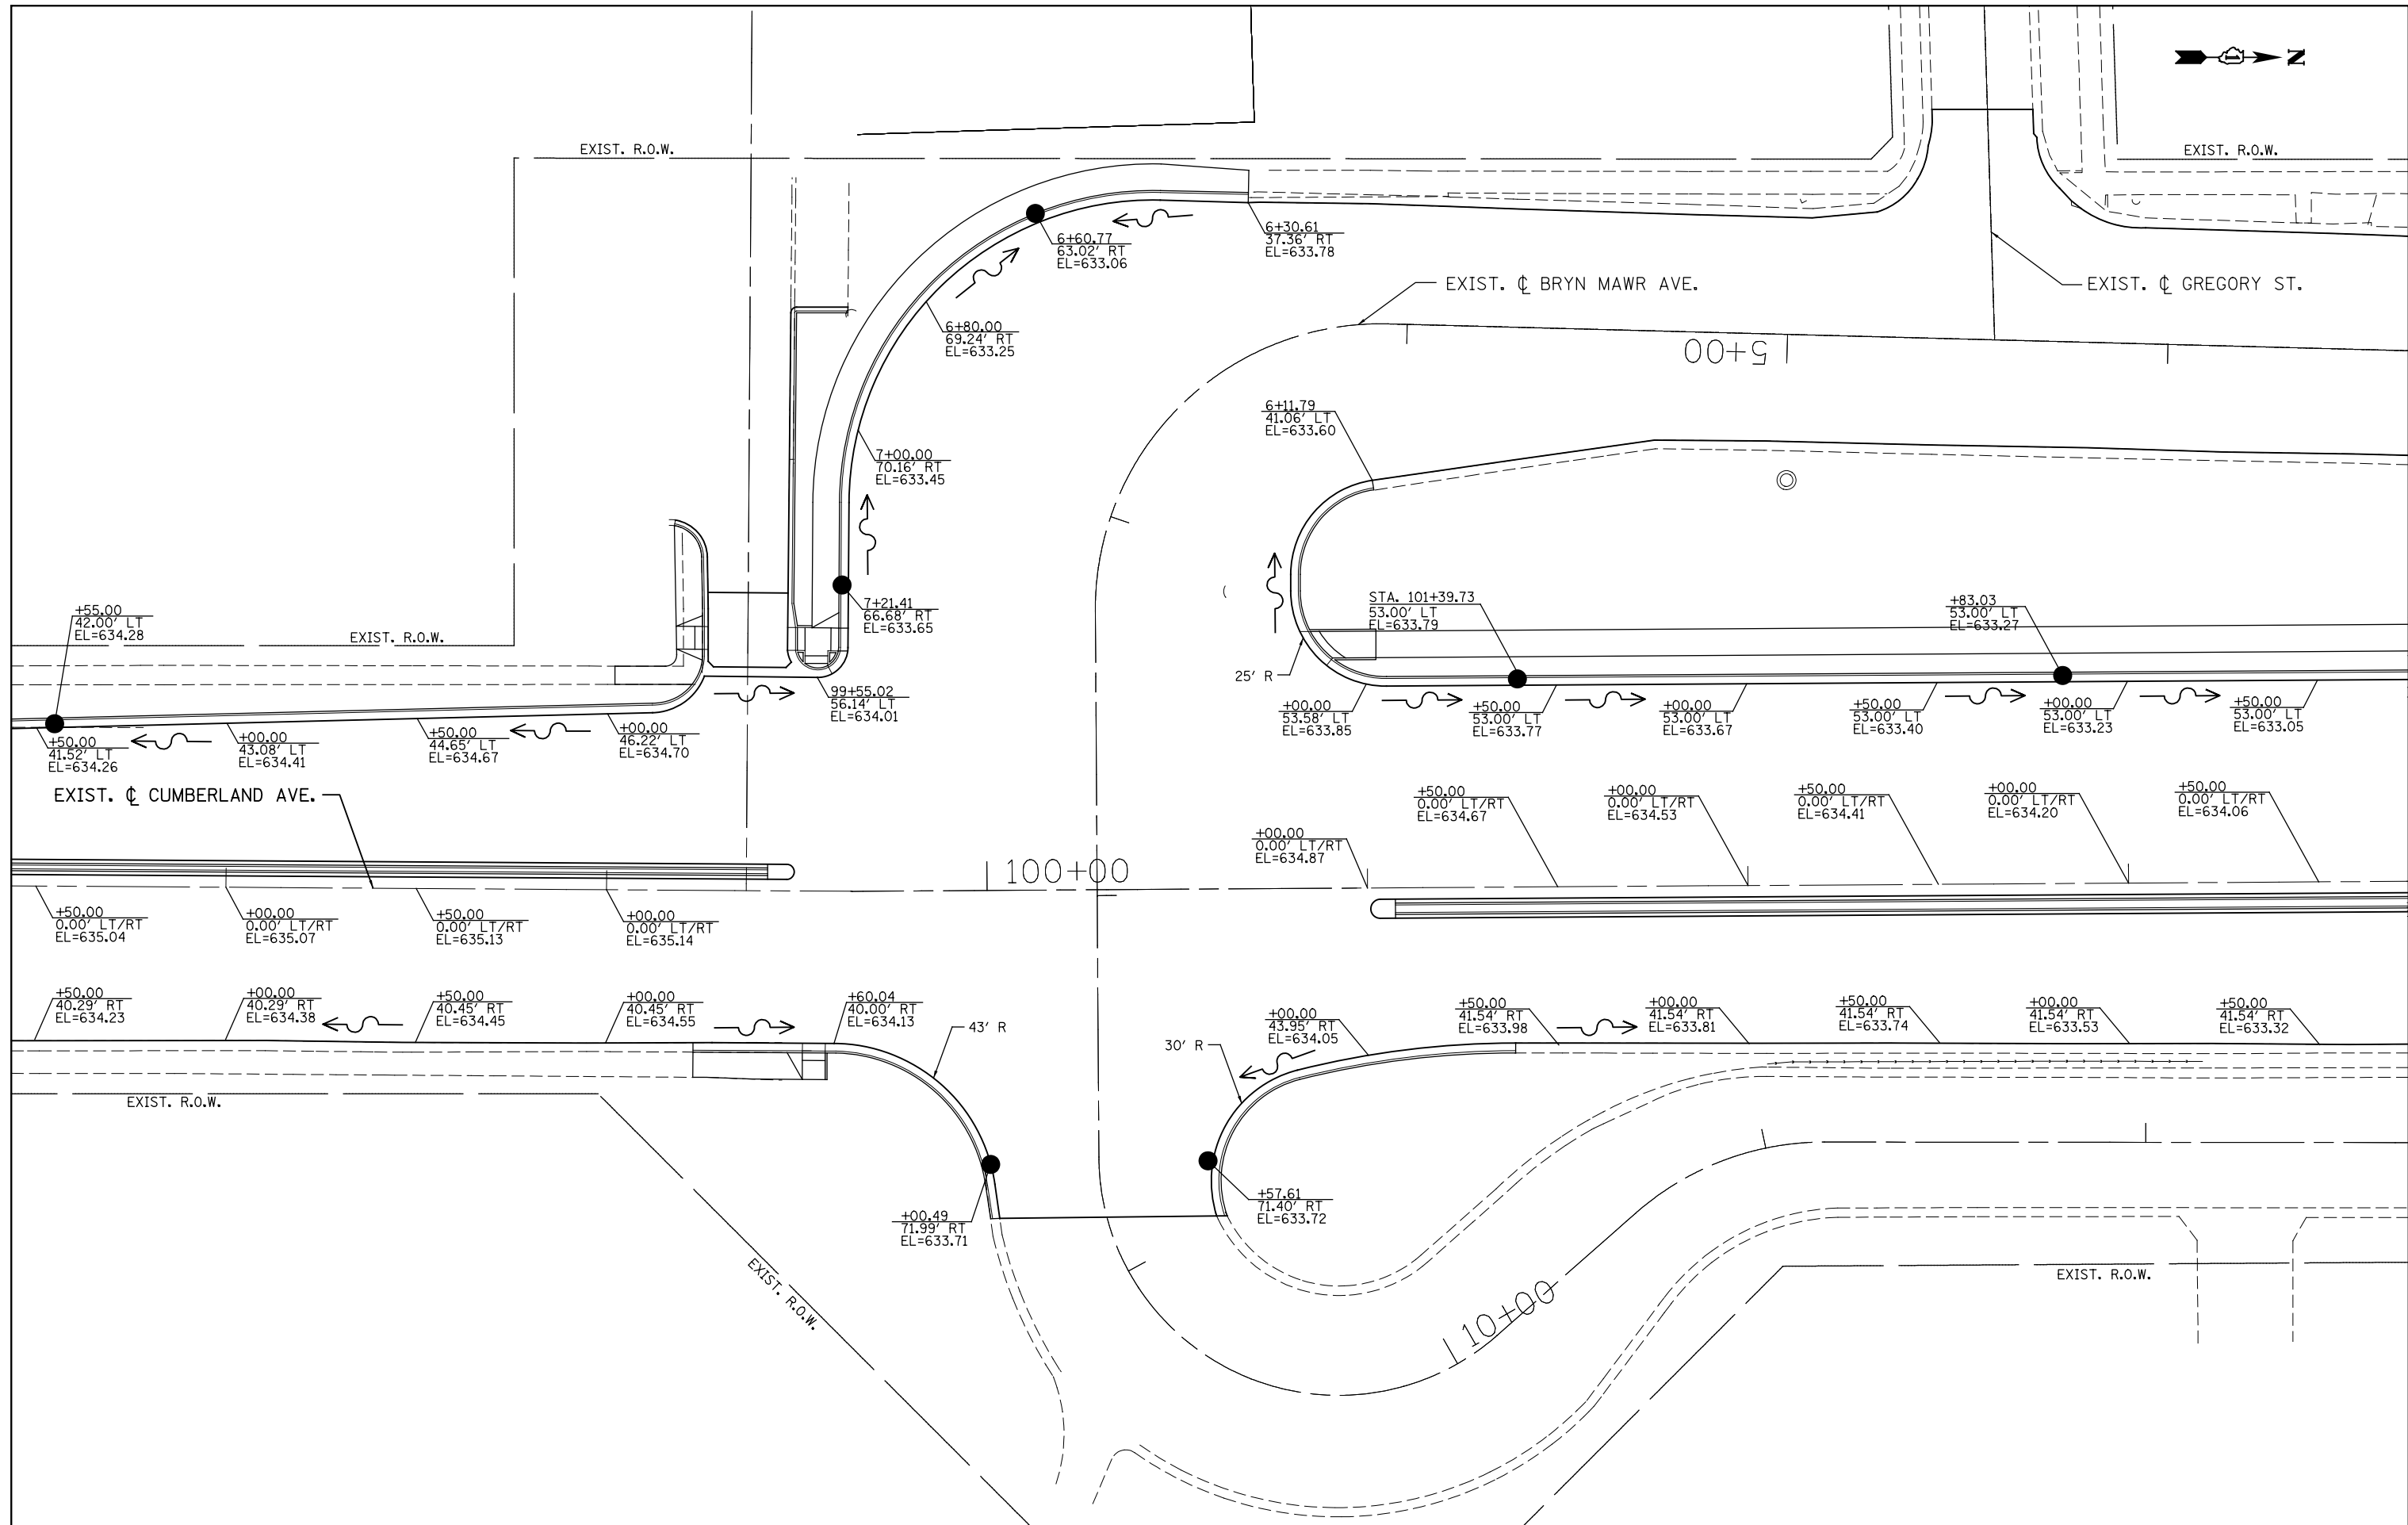 N
EXIST. R.O.W.
EXIST. R.O.W.
6+30.61
37.36' RT
EL=633.78
6+60.77
63.02' RT
EL=633.06
EXIST. ℄ BRYN MAWR AVE.
EXIST. ℄ GREGORY ST.
6+80.00
69.24' RT
EL=633.25
5+00
6+11.79
41.06' LT
EL=633.60
7+00.00
70.16' RT
EL=633.45
+55.00
42.00' LT
EL=634.28
EXIST. R.O.W.
7+21.41
66.68' RT
EL=633.65
STA. 101+39.73
53.00' LT
EL=633.79
+83.03
53.00' LT
EL=633.27
25' R
99+55.02
56.14' LT
EL=634.01
+50.00
41.52' LT
EL=634.26
+00.00
43.08' LT
EL=634.41
+50.00
44.65' LT
EL=634.67
+00.00
46.22' LT
EL=634.70
+00.00
53.58' LT
EL=633.85
+50.00
53.00' LT
EL=633.77
+00.00
53.00' LT
EL=633.67
+50.00
53.00' LT
EL=633.40
+00.00
53.00' LT
EL=633.23
+50.00
53.00' LT
EL=633.05
EXIST. ℄ CUMBERLAND AVE.
+00.00
0.00' LT/RT
EL=634.87
+50.00
0.00' LT/RT
EL=634.67
+00.00
0.00' LT/RT
EL=634.53
+50.00
0.00' LT/RT
EL=634.41
+00.00
0.00' LT/RT
EL=634.20
+50.00
0.00' LT/RT
EL=634.06
100+00
+50.00
0.00' LT/RT
EL=635.04
+00.00
0.00' LT/RT
EL=635.07
+50.00
0.00' LT/RT
EL=635.13
+00.00
0.00' LT/RT
EL=635.14
+50.00
40.29' RT
EL=634.23
+00.00
40.29' RT
EL=634.38
+50.00
40.45' RT
EL=634.45
+00.00
40.45' RT
EL=634.55
+60.04
40.00' RT
EL=634.13
43' R
30' R
+00.00
43.95' RT
EL=634.05
+50.00
41.54' RT
EL=633.98
+00.00
41.54' RT
EL=633.81
+50.00
41.54' RT
EL=633.74
+00.00
41.54' RT
EL=633.53
+50.00
41.54' RT
EL=633.32
EXIST. R.O.W.
+00.49
71.99' RT
EL=633.71
+57.61
71.40' RT
EL=633.72
EXIST. R.O.W.
10+00
EXIST. R.O.W.